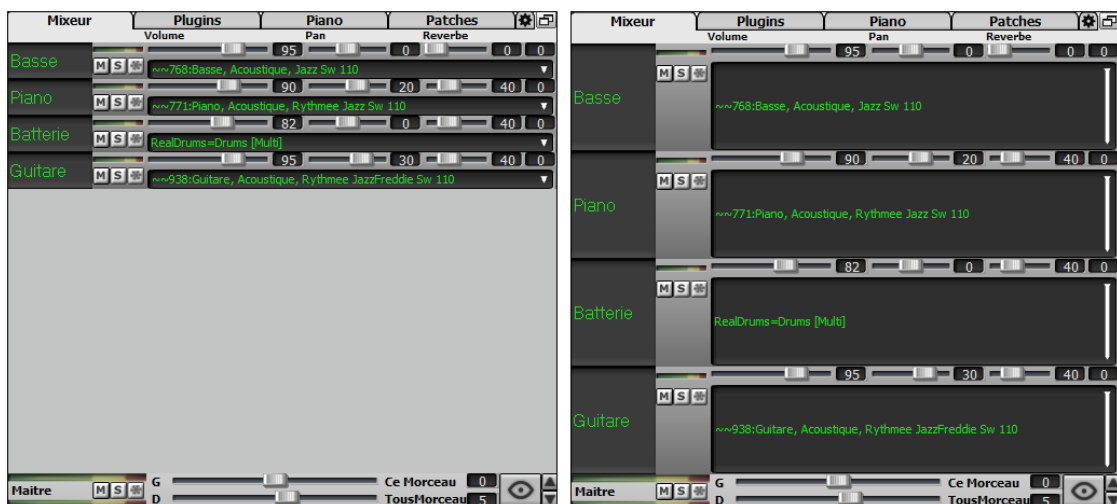 Mixeur Plugins Piano Patches
Volume Pan Reverbe
95 0 0 0
Basse
M S
~~768:Basse, Acoustique, Jazz Sw 110
90 20 40 0
Piano
M S
~~771:Piano, Acoustique, Rythmee Jazz Sw 110
82 0 40 0
Batterie
M S
RealDrums=Drums [Multi]
95 30 40 0
Guitare
M S
~~938:Guitare, Acoustique, Rythmee JazzFreddie Sw 110
G Ce Morceau 0
Maitre M S
D TousMorceau 5
Mixeur Plugins Piano Patches
Volume Pan Reverbe
95 0 0 0
M S
Basse
~~768:Basse, Acoustique, Jazz Sw 110
90 20 40 0
M S
Piano
~~771:Piano, Acoustique, Rythmee Jazz Sw 110
82 0 40 0
M S
Batterie
RealDrums=Drums [Multi]
95 30 40 0
M S
Guitare
~~938:Guitare, Acoustique, Rythmee JazzFreddie Sw 110
G Ce Morceau 0
Maitre M S
D TousMorceau 5